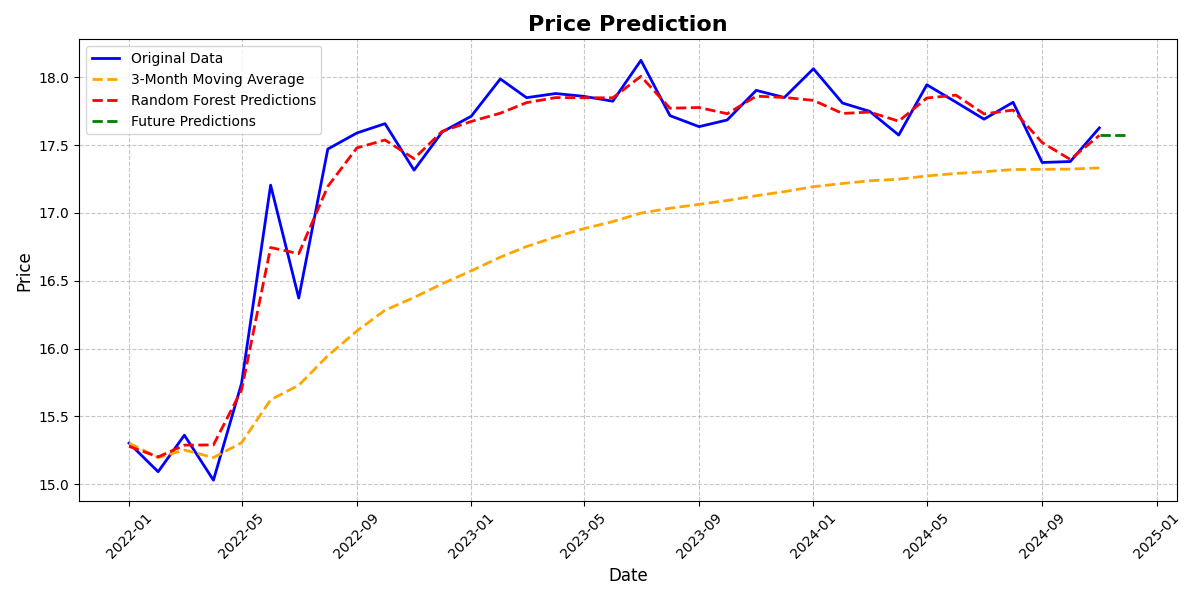 Price Prediction
Original Data
3-Month Moving Average
Random Forest Predictions
Future Predictions
18.0
17.5
17.0
16.5
16.0
15.5
15.0
Price
2022-01
2022-05
2022-09
2023-01
2023-05
2023-09
2024-01
2024-05
2024-09
2025-01
Date